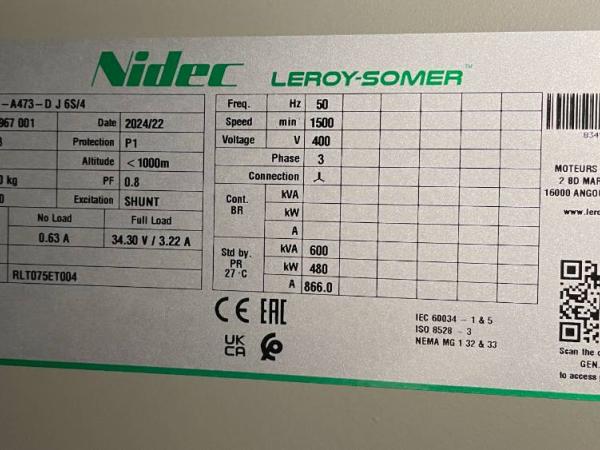 Nidec LEROY-SOMER™
-A473-D J 6S/4
967 001 Date 2024/22
Protection P1
Altitude <1000m
kg PF 0.8
Excitation SHUNT
No Load Full Load
0.63 A 34.30 V / 3.22 A
RLT075ET004
Freq. Hz 50
Speed min 1500
Voltage V 400
Phase 3
Connection
Cont. BR kVA
kW
A
Std by. PR 27°C kVA 600
kW 480
A 866.0
CE EAC
UK CA
IEC 60034 - 1 & 5
ISO 8528 - 3
NEMA MG 1 32 & 33
MOTEURS
2 BD MAR
16000 ANGOU
www.lero
Scan the c
GEN.
to access